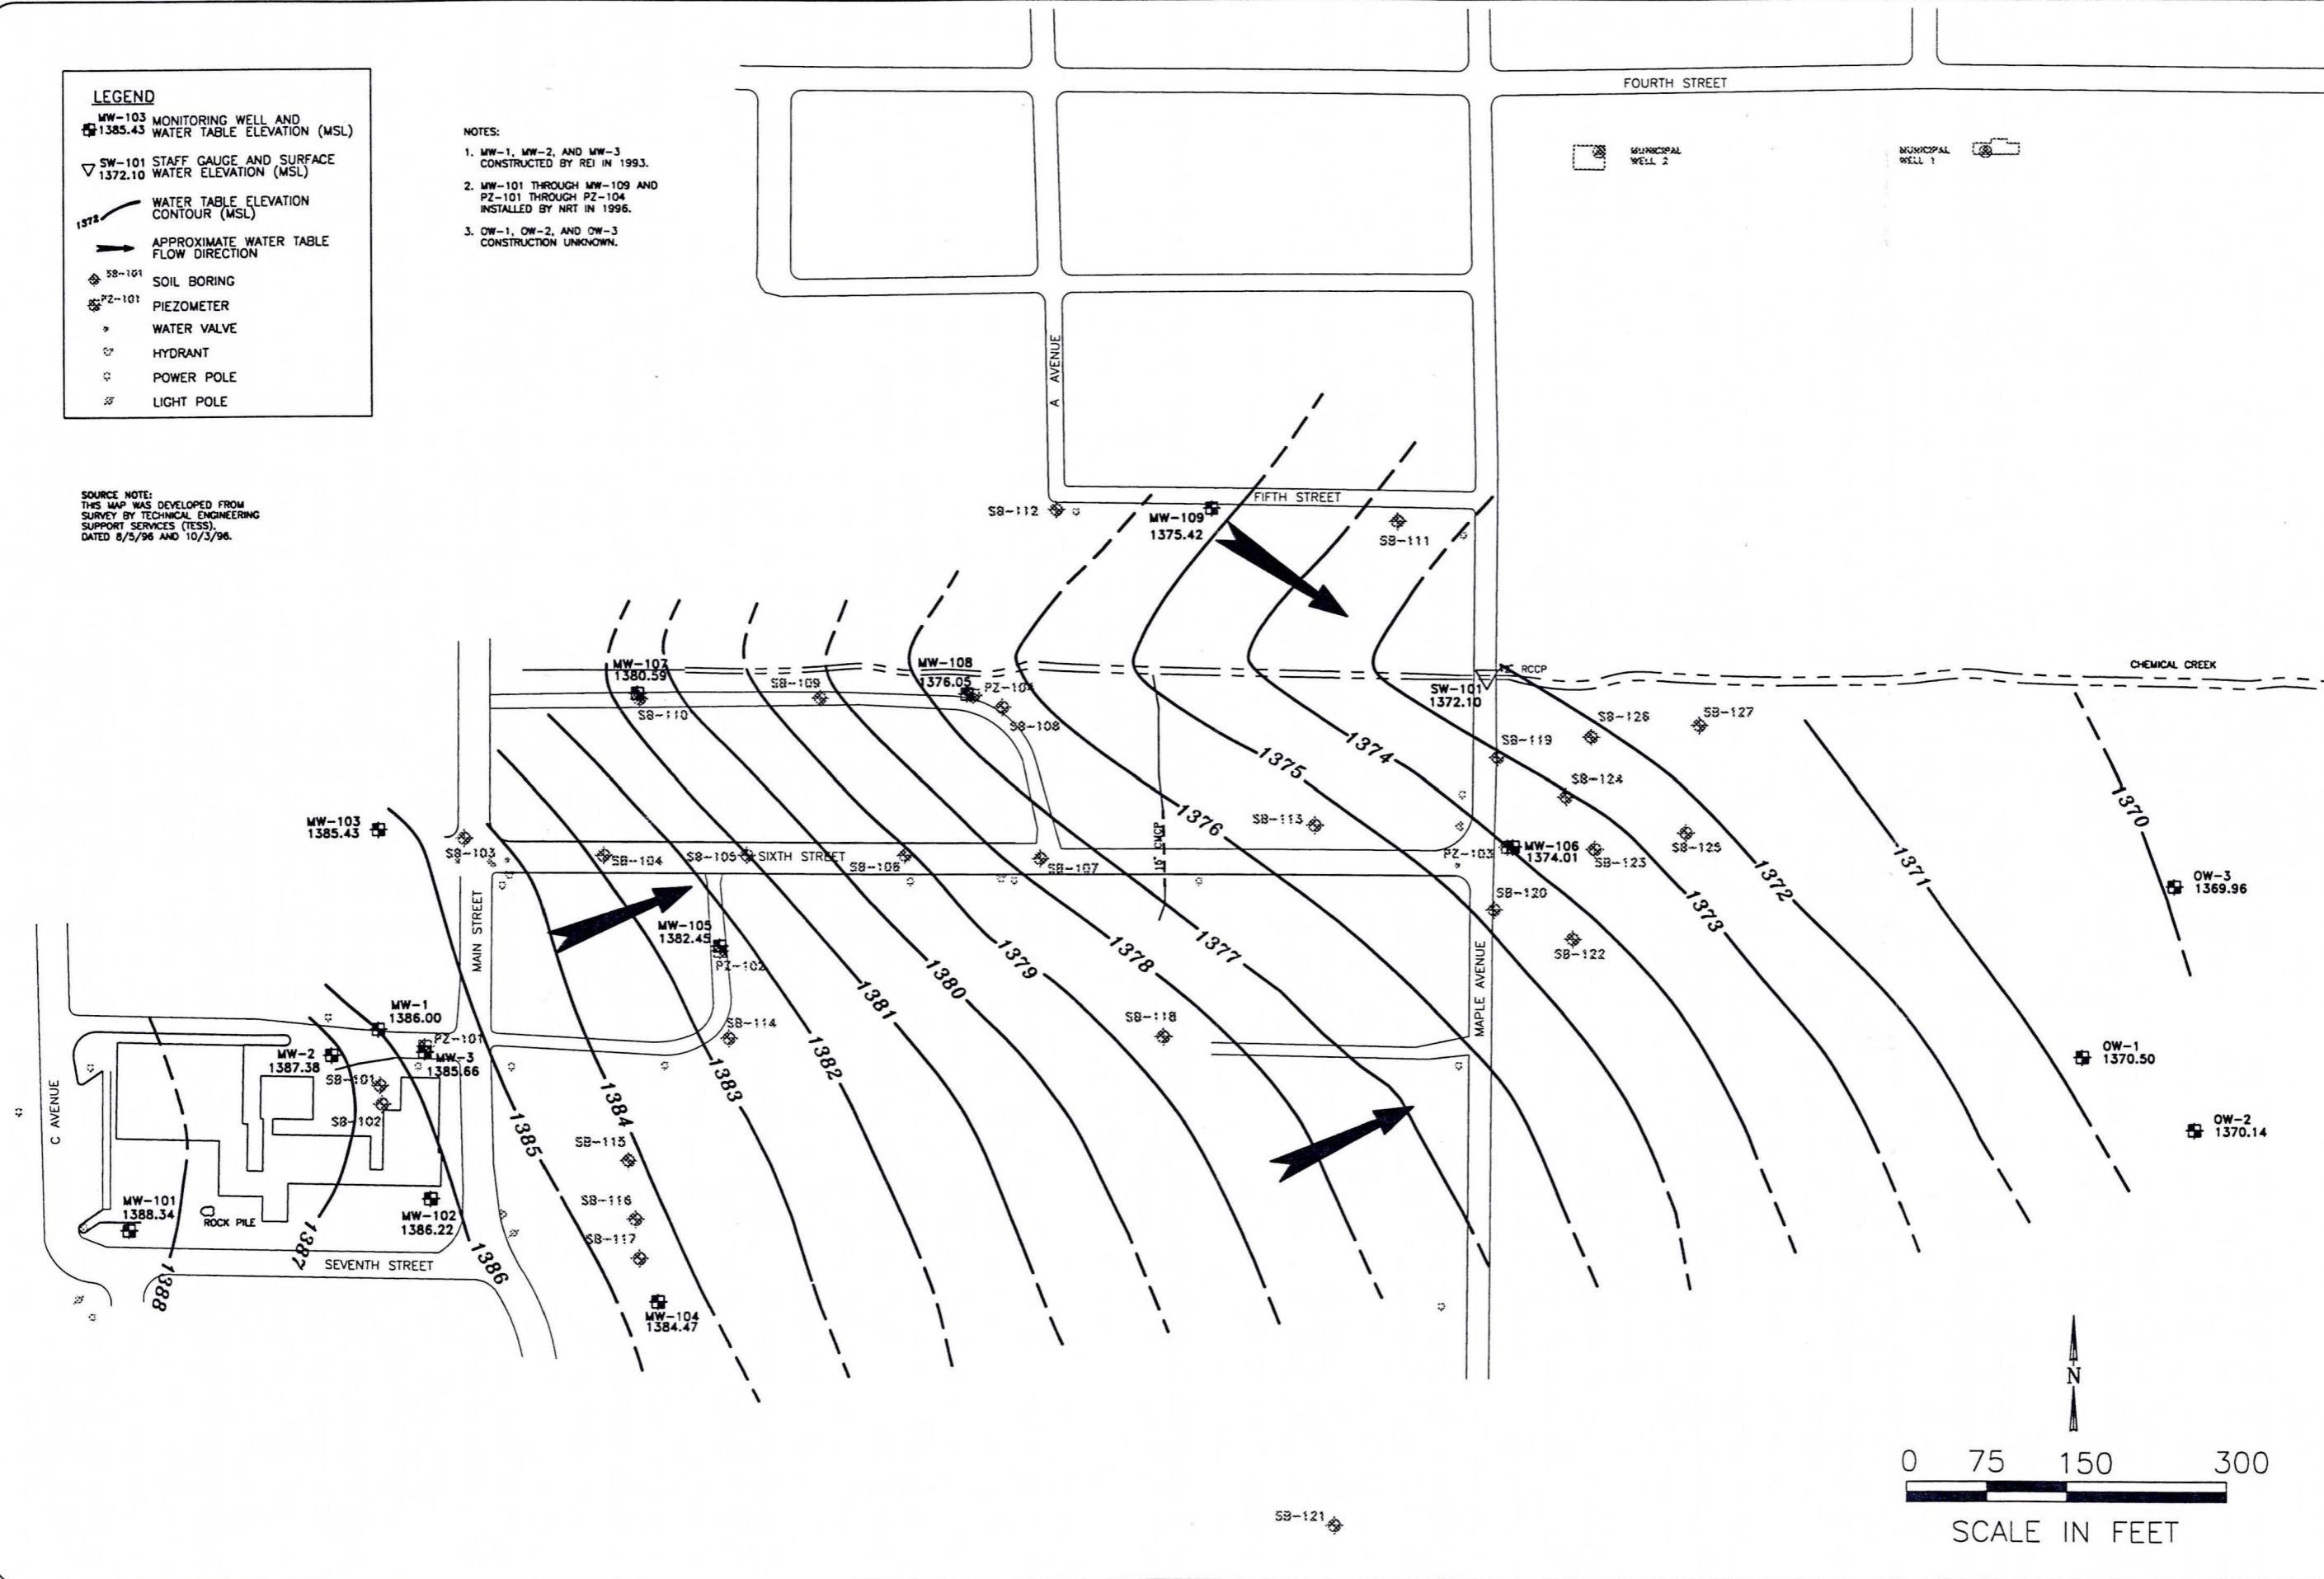 LEGEND
MW-103
1385.43
MONITORING WELL AND
WATER TABLE ELEVATION (MSL)
SW-101
1372.10
STAFF GAUGE AND SURFACE
WATER ELEVATION (MSL)
1372
WATER TABLE ELEVATION
CONTOUR (MSL)
APPROXIMATE WATER TABLE
FLOW DIRECTION
SB-101
SOIL BORING
PZ-101
PIEZOMETER
WATER VALVE
HYDRANT
POWER POLE
LIGHT POLE
NOTES:
1. MW-1, MW-2, AND MW-3
CONSTRUCTED BY REI IN 1993.
2. MW-101 THROUGH MW-109 AND
PZ-101 THROUGH PZ-104
INSTALLED BY NRT IN 1996.
3. OW-1, OW-2, AND OW-3
CONSTRUCTION UNKNOWN.
SOURCE NOTE:
THIS MAP WAS DEVELOPED FROM
SURVEY BY TECHNICAL ENGINEERING
SUPPORT SERVICES (TESS),
DATED 8/5/96 AND 10/3/96.
FOURTH STREET
MUNICIPAL
WELL 2
MUNICIPAL
WELL 1
A AVENUE
FIFTH STREET
SB-112
MW-109
1375.42
SB-111
MW-107
1380.59
SB-110
SB-109
MW-108
1376.05
PZ-104
SB-108
RCCP
SW-101
1372.10
CHEMICAL CREEK
SB-126
SB-127
SB-119
SB-124
1374
1375
1376
1370
MW-103
1385.43
SB-103
SB-104
SB-105
SIXTH STREET
SB-106
SB-107
SB-113
15" CMCP
PZ-103
MW-106
1374.01
SB-123
SB-125
1372
1371
OW-3
1369.96
SB-120
1373
SB-122
MAIN STREET
MW-105
1382.45
PZ-102
1377
1378
1379
1380
1381
MAPLE AVENUE
MW-1
1386.00
PZ-101
MW-2
1387.38
MW-3
1385.66
SB-101
SB-102
SB-114
SB-118
1382
1383
1384
1385
OW-1
1370.50
OW-2
1370.14
C AVENUE
SB-115
SB-116
SB-117
MW-101
1388.34
ROCK PILE
MW-102
1386.22
1387
1386
1388
SEVENTH STREET
MW-104
1384.47
SB-121
N
0 75 150 300
SCALE IN FEET